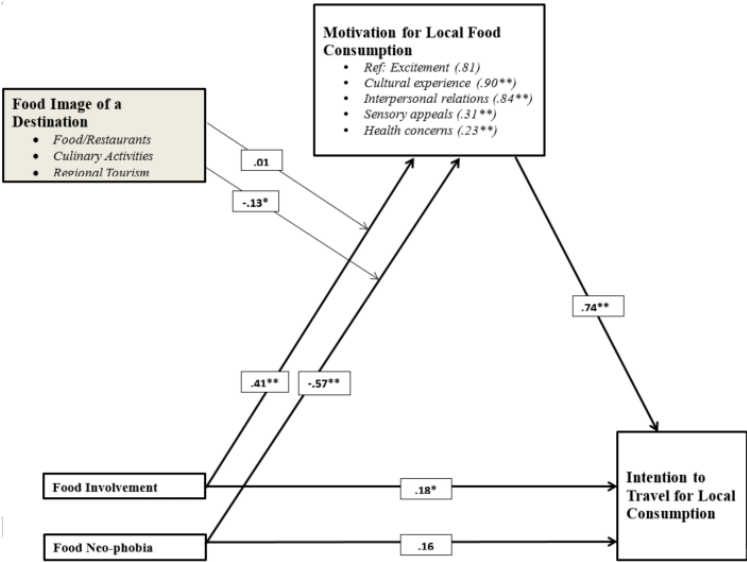 Motivation for Local Food
Consumption
• Ref: Excitement (.81)
• Cultural experience (.90**)
• Interpersonal relations (.84**)
• Sensory appeals (.31**)
• Health concerns (.23**)
Food Image of a
Destination
• Food/Restaurants
• Culinary Activities
• Regional Tourism
.01
-.13*
.74**
.41**
-.57**
Food Involvement
.18*
Intention to
Travel for Local
Consumption
Food Neo-phobia
.16